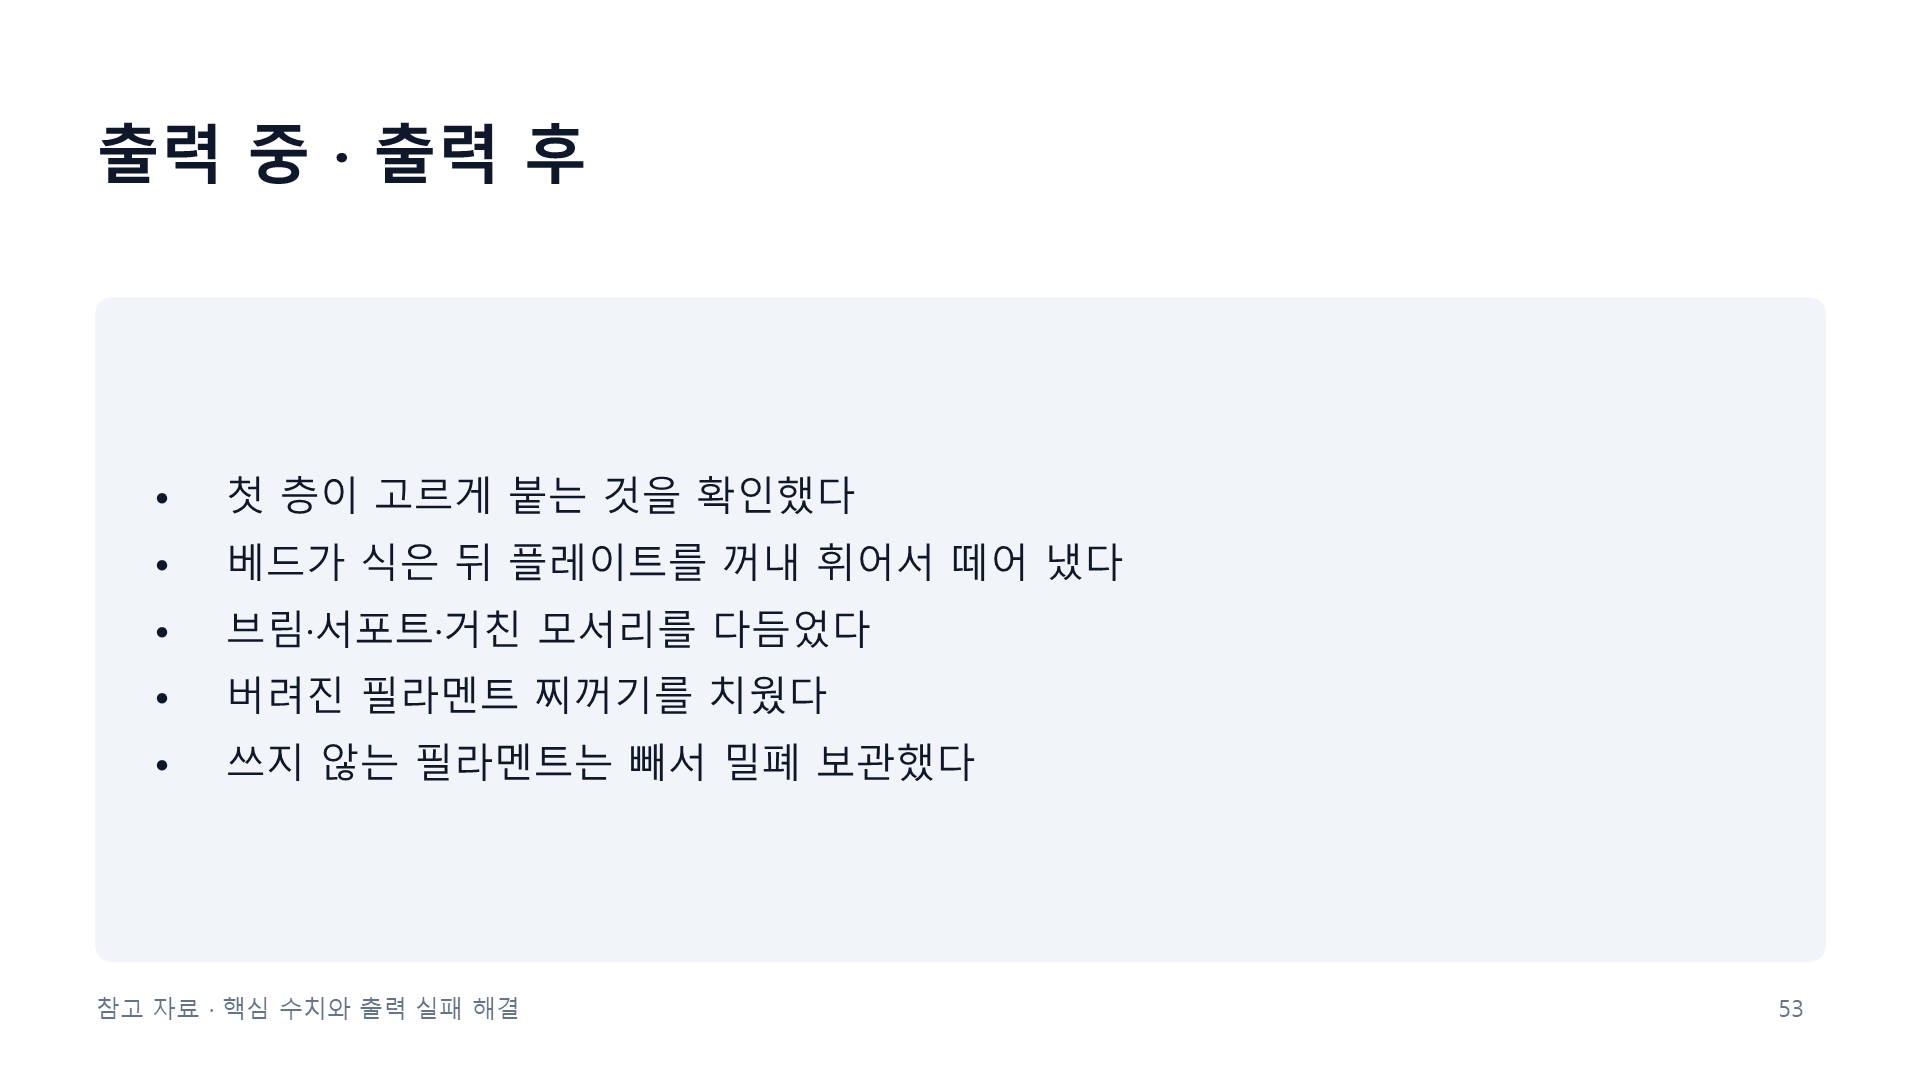 출력 중 · 출력 후
• 첫 층이 고르게 붙는 것을 확인했다
• 베드가 식은 뒤 플레이트를 꺼내 휘어서 떼어 냈다
• 브림·서포트·거친 모서리를 다듬었다
• 버려진 필라멘트 찌꺼기를 치웠다
• 쓰지 않는 필라멘트는 빼서 밀폐 보관했다
참고 자료 · 핵심 수치와 출력 실패 해결
53